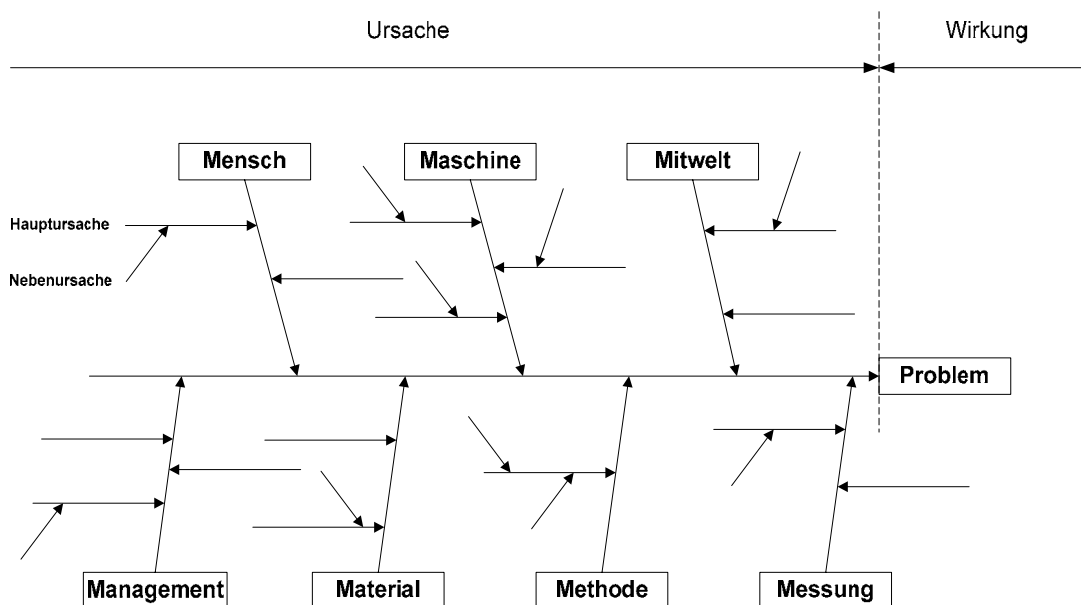 Ursache
Wirkung
Mensch
Maschine
Mitwelt
Hauptursache
Nebenursache
Problem
Management
Material
Methode
Messung